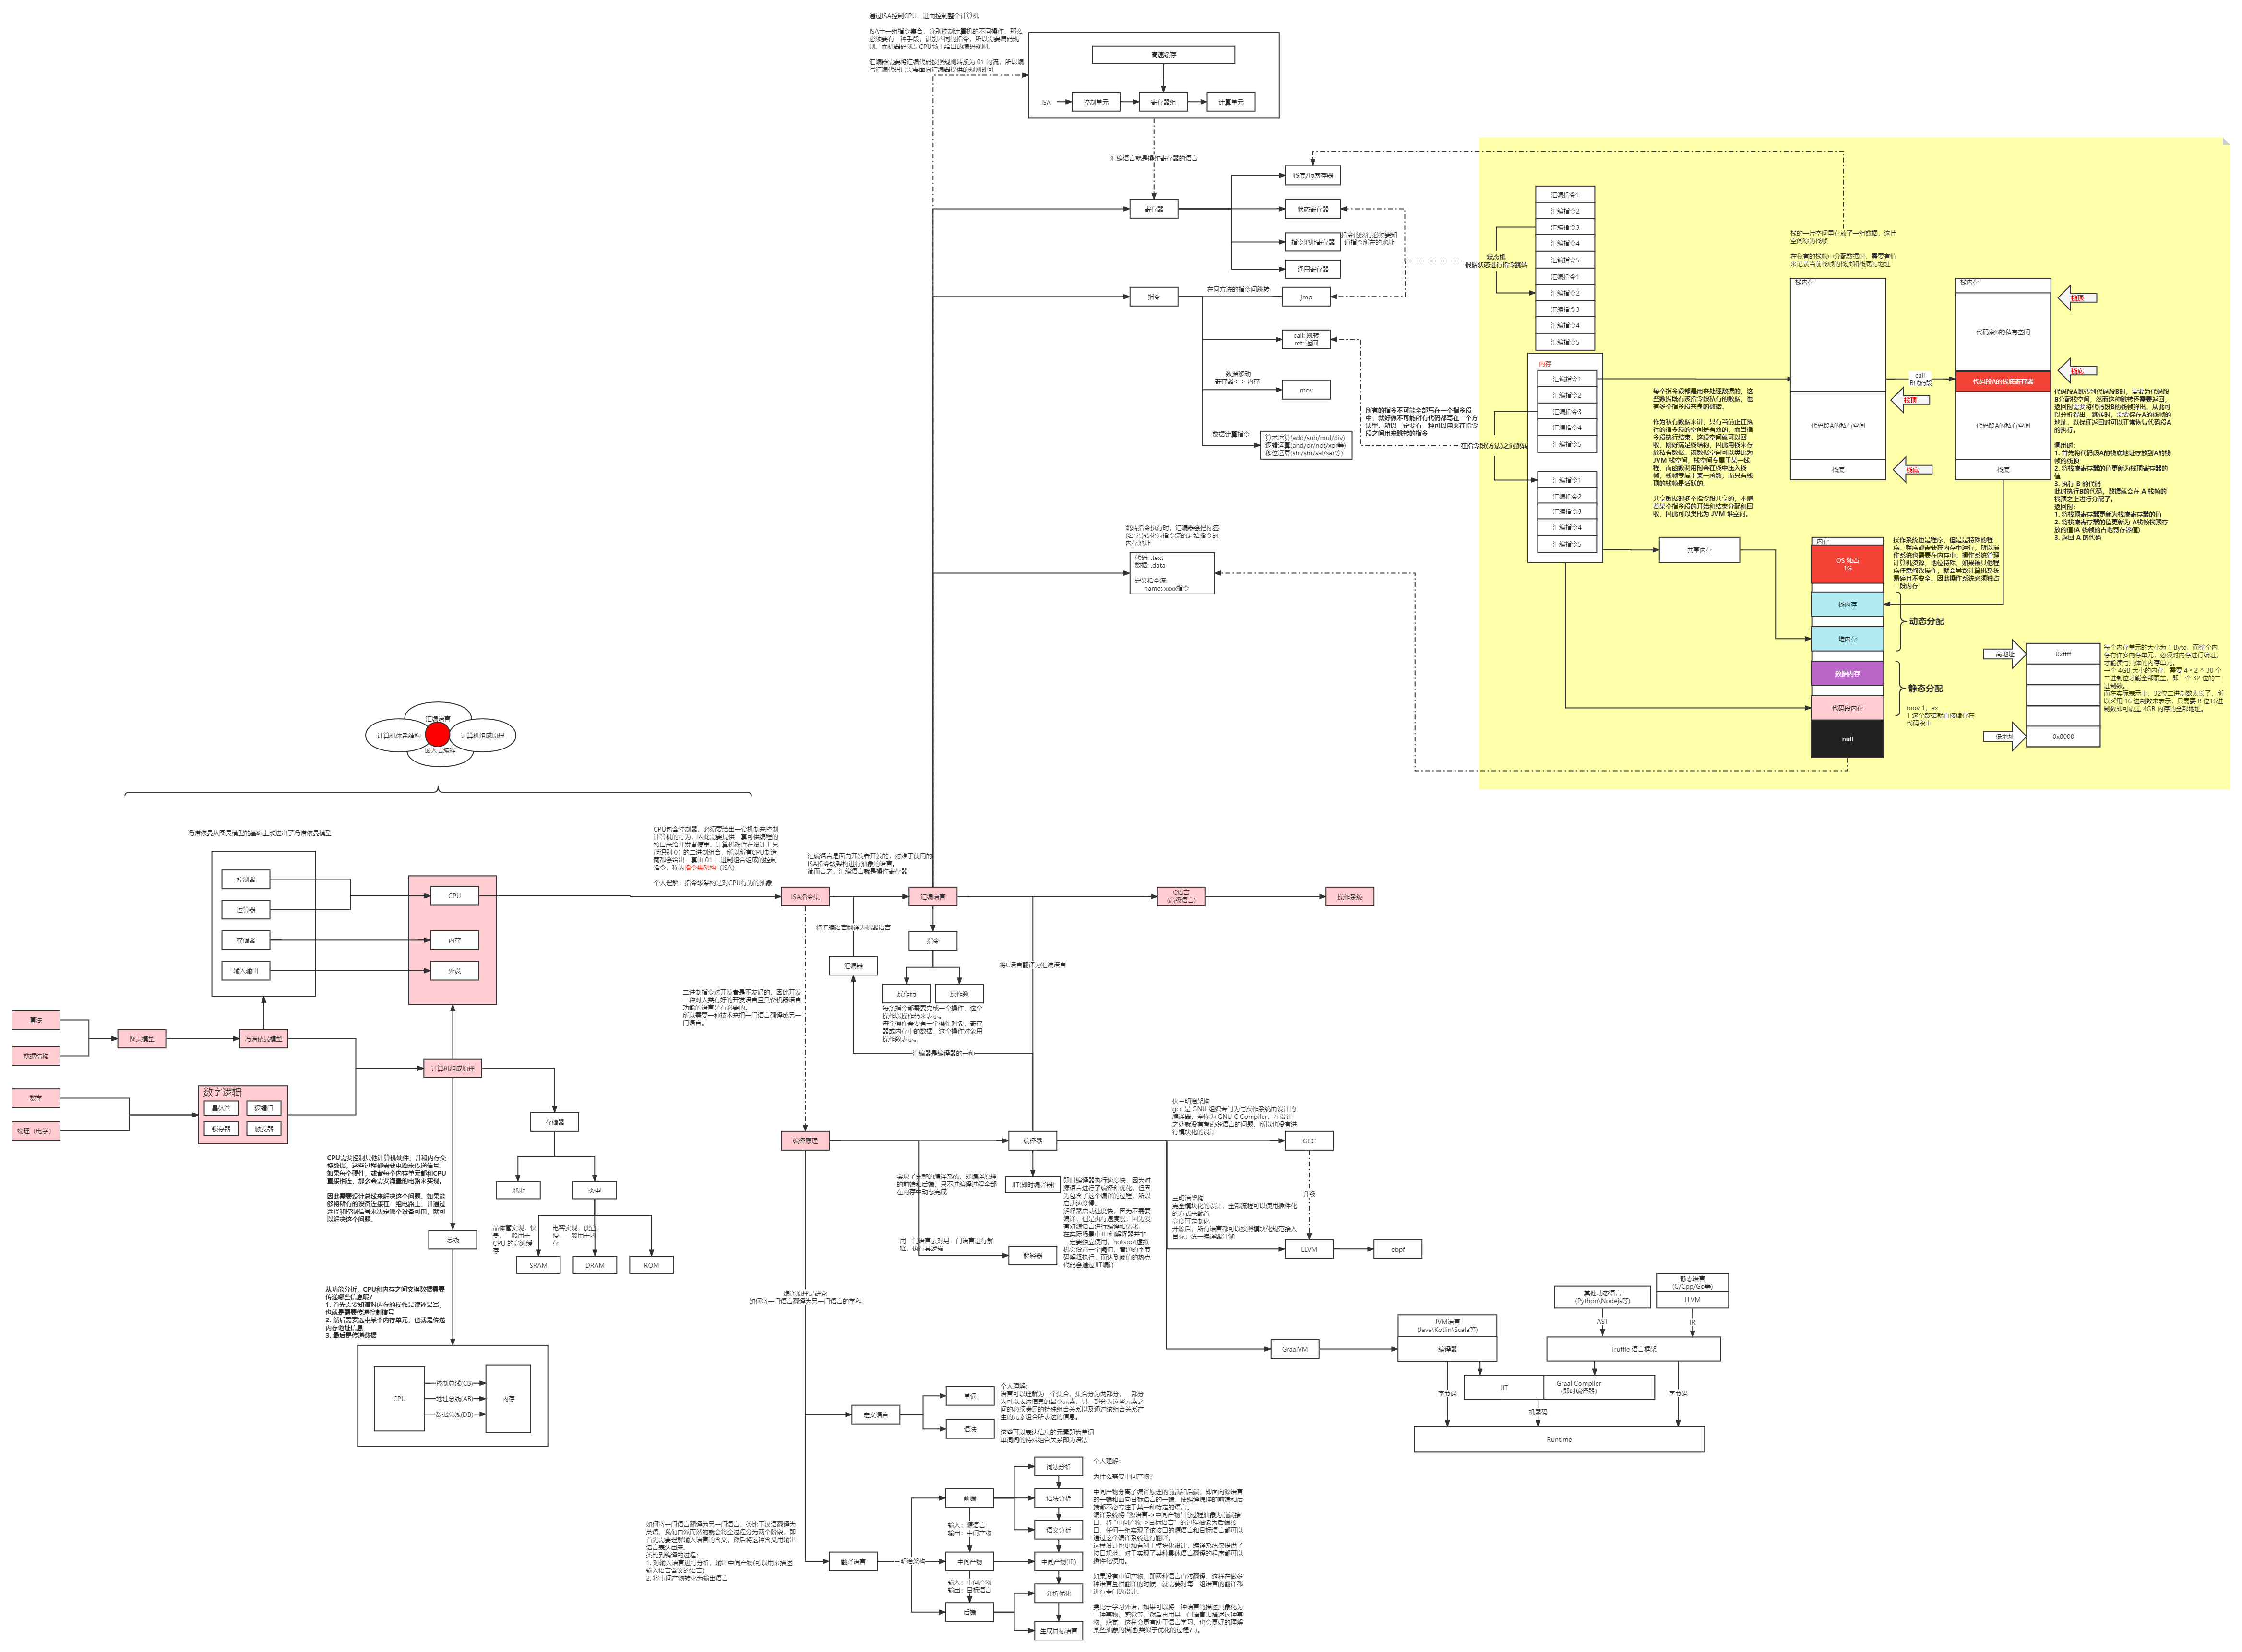 通过ISA控制CPU，进而控制整个计算机
ISA十一组指令集合，分别控制计算机的不同操作，那么
必须要有一种手段，识别不同的指令，所以需要编码规
则。而机器码就是CPU场上给出的编码规则。
汇编器需要将汇编代码按照规则转换为 01 的流，所以编
写汇编代码只需要面向汇编器提供的规则即可
高速缓存
ISA
控制单元
寄存器组
计算单元
汇编语言就是操作寄存器的语言
寄存器
栈底/顶寄存器
状态寄存器
指令地址寄存器
指令的执行必须要知
道指令所在的地址
通用寄存器
指令
在同方法的指令间跳转
jmp
call: 跳转
ret: 返回
数据移动
寄存器<-> 内存
mov
数据计算指令
算术运算(add/sub/mul/div)
逻辑运算(and/or/not/xor等)
移位运算(shl/shr/sal/sar等)
跳转指令执行时，汇编器会把标签
(名字)转化为指令流的起始指令的
内存地址
代码: .text
数据: .data
定义指令流:
name: xxxx指令
状态机
根据状态进行指令跳转
所有的指令不可能全部写在一个指令段
中，就好像不可能所有代码都写在一个方
法里。所以一定要有一种可以用来在指令
段之间用来跳转的指令
在指令段(方法)之间跳转
汇编指令1
汇编指令2
汇编指令3
汇编指令4
汇编指令5
汇编指令1
汇编指令2
汇编指令3
汇编指令4
汇编指令5
内存
汇编指令1
汇编指令2
汇编指令3
汇编指令4
汇编指令5
汇编指令1
汇编指令2
汇编指令3
汇编指令4
汇编指令5
每个指令段都是用来处理数据的，这
些数据既有该指令段私有的数据，也
有多个指令段共享的数据。
作为私有数据来讲，只有当前正在执
行的指令段的空间是有效的，而当指
令段执行结束，这段空间就可以回
收，刚好满足栈结构，因此用栈来存
放私有数据。该数据空间可以类比为
JVM 栈空间，栈空间专属于某一线
程，而函数调用时会在栈中压入栈
帧，栈帧专属于某一函数，而只有栈
顶的栈帧是活跃的。
共享数据时多个指令段共享的，不随
着某个指令段的开始和结束分配和回
收，因此可以类比为 JVM 堆空间。
共享内存
栈的一片空间里存放了一组数据，这片
空间称为栈帧
在私有的栈帧中分配数据时，需要有值
来记录当前栈帧的栈顶和栈底的地址
栈内存
代码段A的私有空间
栈底
栈顶
栈底
call
B代码段
栈内存
代码段B的私有空间
代码段A的栈底寄存器
代码段A的私有空间
栈底
栈顶
栈底
代码段A跳转到代码段B时，需要为代码段
B分配栈空间，然而这种跳转还需要返回，
返回时需要将代码段B的栈帧弹出。从此可
以分析得出，跳转时，需要保存A的栈帧的
地址。以保证返回时可以正常恢复代码段A
的执行。
调用时:
1. 首先将代码段A的栈底地址存放到A的栈
帧的栈顶
2. 将栈底寄存器的值更新为栈顶寄存器的
值
3. 执行 B 的代码
此时执行B的代码，数据就会在 A 栈帧的
栈顶之上进行分配了。
返回时:
1. 将栈顶寄存器更新为栈底寄存器的值
2. 将栈底寄存器的值更新为 A栈帧栈顶存
放的值(A 栈帧的占地寄存器值)
3. 返回 A 的代码
内存
OS 独占
1G
栈内存
堆内存
数据内存
代码段内存
null
操作系统也是程序，但是是特殊的程
序。程序都需要在内存中运行，所以操
作系统也需要在内存中。操作系统管理
计算机资源，地位特殊，如果被其他程
序任意修改操作，就会导致计算机系统
易碎且不安全。因此操作系统必须独占
一段内存
动态分配
静态分配
mov 1，ax
1 这个数据就直接储存在
代码段中
高地址
0xffff
低地址
0x0000
每个内存单元的大小为 1 Byte，而整个内
存有许多内存单元，必须对内存进行编址，
才能读写具体的内存单元。
一个 4GB 大小的内存，需要 4 * 2 ^ 30 个
二进制位才能全部覆盖，即一个 32 位的二
进制数。
而在实际表示中，32位二进制数太长了，所
以采用 16 进制数来表示，只需要 8 位16进
制数即可覆盖 4GB 内存的全部地址。
汇编语言
计算机体系结构
计算机组成原理
嵌入式编程
冯诺依曼从图灵模型的基础上改进出了冯诺依曼模型
控制器
运算器
存储器
输入输出
CPU
内存
外设
算法
数据结构
图灵模型
冯诺依曼模型
数学
物理（电学）
数字逻辑
晶体管
逻辑门
锁存器
触发器
计算机组成原理
存储器
地址
类型
晶体管实现，快
贵，一般用于
CPU 的高速缓
存
电容实现，便宜
慢，一般用于内
存
SRAM
DRAM
ROM
CPU需要控制其他计算机硬件，并和内存交
换数据，这些过程都需要电路来传递信号。
如果每个硬件，或者每个内存单元都和CPU
直接相连，那么会需要海量的电路来实现。
因此需要设计总线来解决这个问题。如果能
够将所有的设备连接在一组电路上，并通过
选择和控制信号来决定哪个设备可用，就可
以解决这个问题。
总线
从功能分析，CPU和内存之间交换数据需要
传递哪些信息呢？
1. 首先需要知道对内存的操作是读还是写，
也就是需要传递控制信号
2. 然后需要选中某个内存单元，也就是传递
内存地址信息
3. 最后是传递数据
CPU
控制总线(CB)
地址总线(AB)
数据总线(DB)
内存
CPU包含控制器，必须要给出一套机制来控制
计算机的行为，因此需要提供一套可供编程的
接口来给开发者使用。计算机硬件在设计上只
能识别 01 的二进制组合，所以所有CPU制造
商都会给出一套由 01 二进制组合组成的控制
指令，称为指令集架构（ISA）
个人理解：指令级架构是对CPU行为的抽象
ISA指令集
汇编语言是面向开发者开发的，对难于使用的
ISA指令级架构进行抽象的语言。
简而言之，汇编语言就是操作寄存器
汇编语言
将汇编语言翻译为机器语言
汇编器
指令
操作码
操作数
每条指令都需要完成一个操作，这个
操作以操作码来表示。
每个操作需要有一个操作对象，寄存
器或内存中的数据，这个操作对象用
操作数表示。
汇编器是编译器的一种
将C语言翻译为汇编语言
C语言
(高级语言)
操作系统
二进制指令对开发者是不友好的，因此开发
一种对人类有好的开发语言且具备机器语言
功能的语言是有必要的。
所以需要一种技术来把一门语言翻译成另一
门语言。
编译原理
编译器
实现了完整的编译系统，即编译原理
的前端和后端，只不过编译过程全部
在内存中动态完成
JIT(即时编译器)
用一门语言去对另一门语言进行解
释，执行其逻辑
解释器
即时编译器执行速度快，因为对
源语言进行了编译和优化。但因
为包含了这个编译的过程，所以
启动速度慢。
解释器启动速度快，因为不需要
编译，但是执行速度慢，因为没
有对源语言进行编译和优化。
在实际场景中JIT和解释器并非
一定要独立使用，hotspot虚拟
机会设置一个阈值，普通的字节
码解释执行，而达到阈值的热点
代码会通过JIT编译
伪三明治架构
gcc 是 GNU 组织专门为写操作系统而设计的
编译器，全称为 GNU C Compiler，在设计
之处就没有考虑多语言的问题，所以也没有进
行模块化的设计
GCC
升级
三明治架构
完全模块化的设计，全部流程可以使用插件化
的方式来配置
高度可定制化
开源后，所有语言都可以按照模块化规范接入
目标：统一编译器江湖
LLVM
ebpf
GraalVM
JVM语言
(Java\Kotlin\Scala等)
编译器
其他动态语言
(Python\Nodejs等)
静态语言
(C/Cpp/Go等)
LLVM
AST
IR
Truffle 语言框架
JIT
Graal Compiler
(即时编译器)
字节码
机器码
字节码
Runtime
编译原理是研究
如何将一门语言翻译为另一门语言的学科
定义语言
单词
语法
个人理解：
语言可以理解为一个集合，集合分为两部分，一部分
为可以表达信息的最小元素，另一部分为这些元素之
间的必须满足的特殊组合关系以及通过该组合关系产
生的元素组合所表达的信息。
这些可以表达信息的元素即为单词
单词间的特殊组合关系即为语法
如何将一门语言翻译为另一门语言，类比于汉语翻译为
英语，我们自然而然的就会将全过程分为两个阶段，即
首先需要理解输入语言的含义，然后将这种含义用输出
语言表达出来。
类比到编译的过程：
1. 对输入语言进行分析，输出中间产物(可以用来描述
输入语言含义的语言)
2. 将中间产物转化为输出语言
翻译语言
三明治架构
前端
输入：源语言
输出：中间产物
中间产物
输入：中间产物
输出：目标语言
后端
词法分析
语法分析
语义分析
中间产物(IR)
分析优化
生成目标语言
个人理解：
为什么需要中间产物？
中间产物分离了编译原理的前端和后端，即面向源语言
的一端和面向目标语言的一端，使编译原理的前端和后
端都不必专注于某一种特定的语言。
编译系统将 "源语言->中间产物" 的过程抽象为前端接
口，将 "中间产物->目标语言" 的过程抽象为后端接
口，任何一组实现了该接口的源语言和目标语言都可以
通过这个编译系统进行翻译。
这样设计也更加有利于模块化设计，编译系统仅提供了
接口规范，对于实现了某种具体语言翻译的程序都可以
插件化使用。
如果没有中间产物，即两种语言直接翻译，这样在做多
种语言互相翻译的时候，就需要对每一组语言的翻译都
进行专门的设计。
类比于学习外语，如果可以将一种语言的描述具象化为
一种事物、感觉等，然后再用另一门语言去描述这种事
物、感觉，这样会更有助于语言学习，也会更好的理解
某些抽象的描述(类似于优化的过程？)。